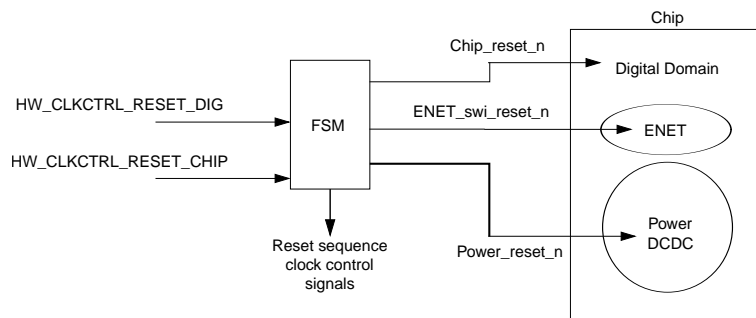 Chip
Chip_reset_n
Digital Domain
HW_CLKCTRL_RESET_DIG
FSM
ENET_swi_reset_n
ENET
HW_CLKCTRL_RESET_CHIP
Power
DCDC
Power_reset_n
Reset sequence
clock control
signals